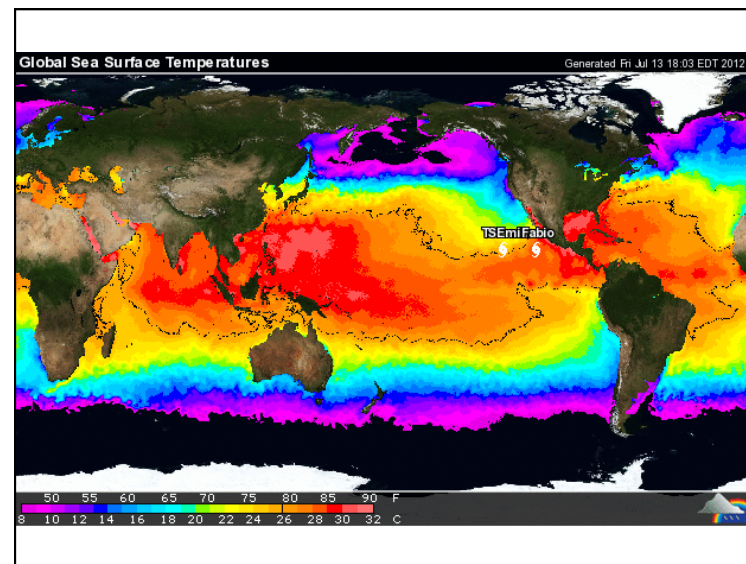 Global Sea Surface Temperatures
Generated Fri Jul 13 18:03 EDT 2012
TSEmiFabio
50 55 60 65 70 75 80 85 90 F
8 10 12 14 16 18 20 22 24 26 28 30 32 C